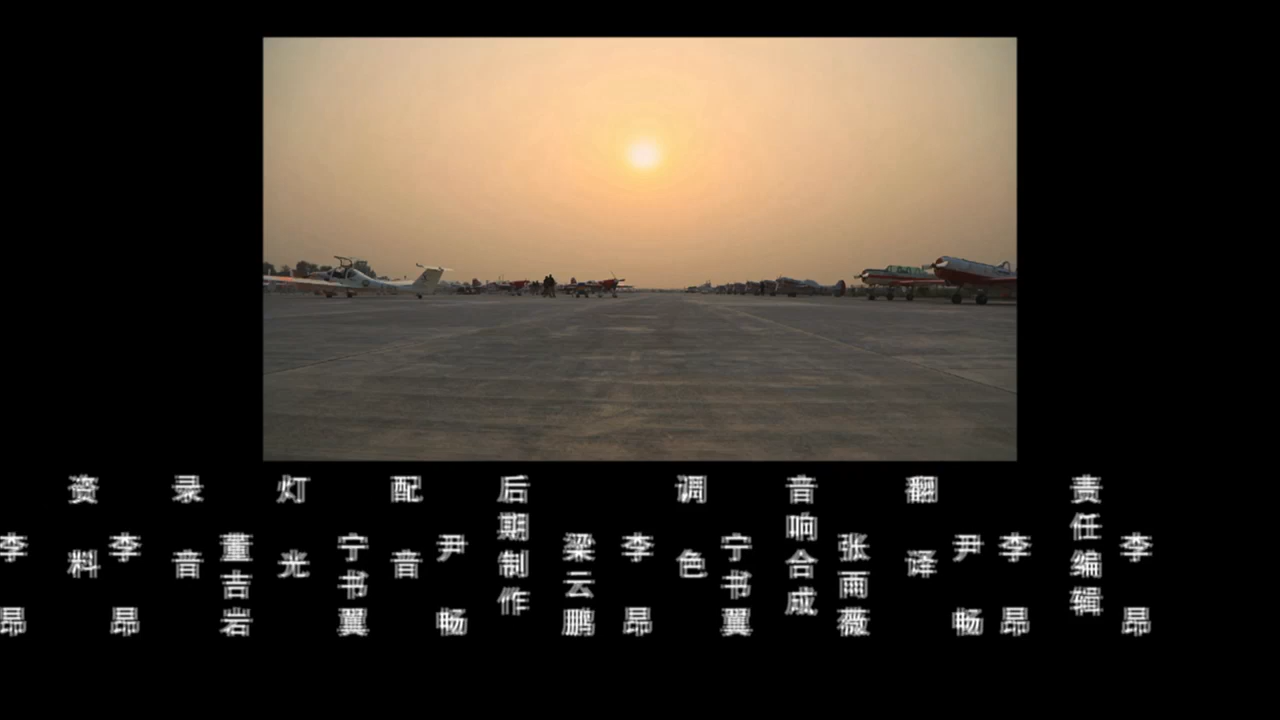 李昂
资料
李昂
录音
董吉岩
灯光
宁书翼
配音
尹畅
后期制作
梁云鹏
李昂
调色
宁书翼
音响合成
张雨薇
翻译
尹畅
李昂
责任编辑
李昂